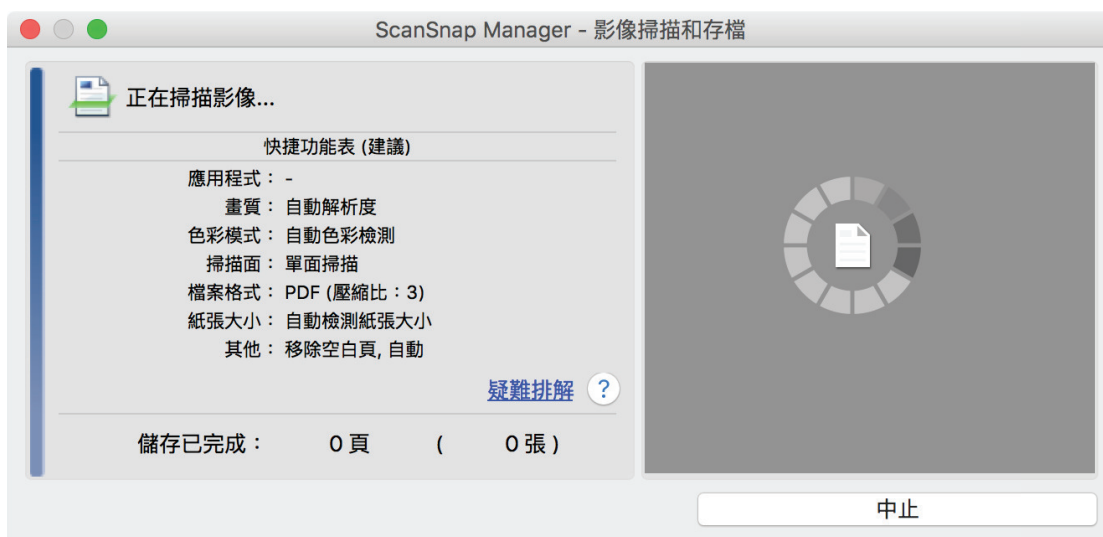 ScanSnap Manager - 影像掃描和存檔
正在掃描影像...
快捷功能表 (建議)
應用程式： -
畫質： 自動解析度
色彩模式： 自動色彩檢測
掃描面： 單面掃描
檔案格式： PDF (壓縮比：3)
紙張大小： 自動檢測紙張大小
其他： 移除空白頁, 自動
疑難排解 ?
儲存已完成： 0 頁 ( 0 張 )
中止